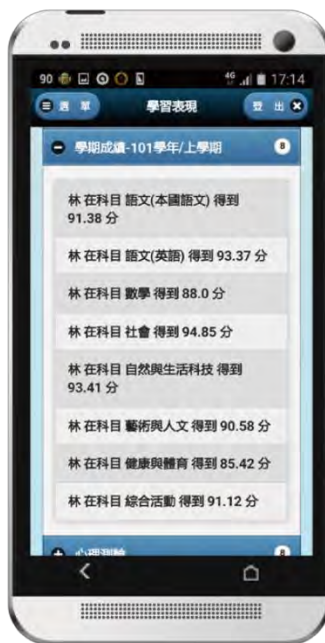 90 4G 17:14
選 單 學習表現 登 出
學期成績-101學年/上學期 8
林 在科目 語文(本國語文) 得到
91.38 分
林 在科目 語文(英語) 得到 93.37 分
林 在科目 數學 得到 88.0 分
林 在科目 社會 得到 94.85 分
林 在科目 自然與生活科技 得到
93.41 分
林 在科目 藝術與人文 得到 90.58 分
林 在科目 健康與體育 得到 85.42 分
林 在科目 綜合活動 得到 91.12 分
心理測驗 8